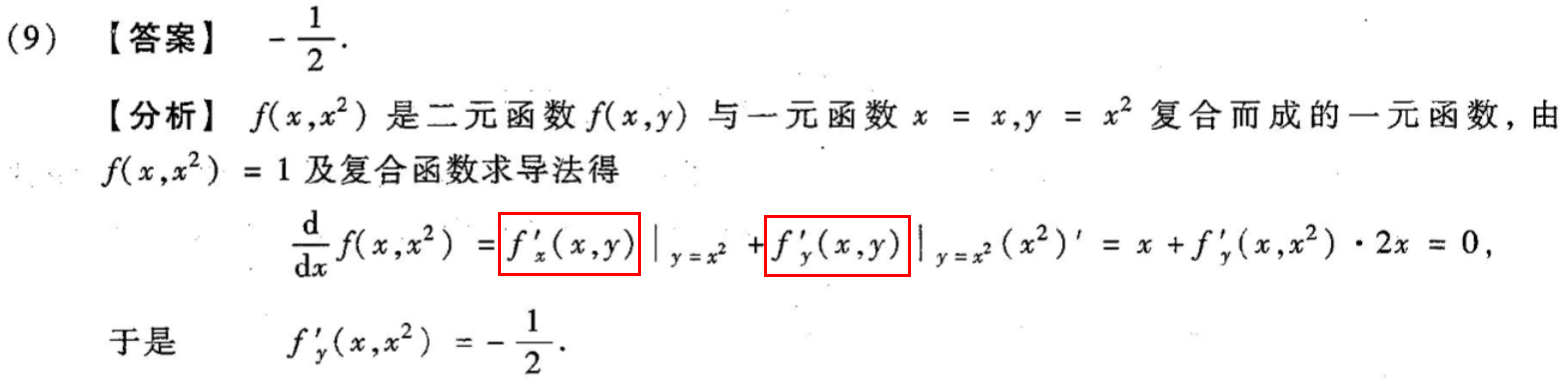 (9) 【答案】 $-\frac{1}{2}$.
【分析】 $f(x,x^2)$ 是二元函数 $f(x,y)$ 与一元函数 $x = x, y = x^2$ 复合而成的一元函数, 由
$f(x,x^2) = 1$ 及复合函数求导法得
$\frac{\mathrm{d}}{\mathrm{d}x}f(x,x^2) = f'_x(x,y)|_{y=x^2} + f'_y(x,y)|_{y=x^2}(x^2)' = x + f'_y(x,x^2) \cdot 2x = 0,$
于是 $f'_y(x,x^2) = -\frac{1}{2}$.